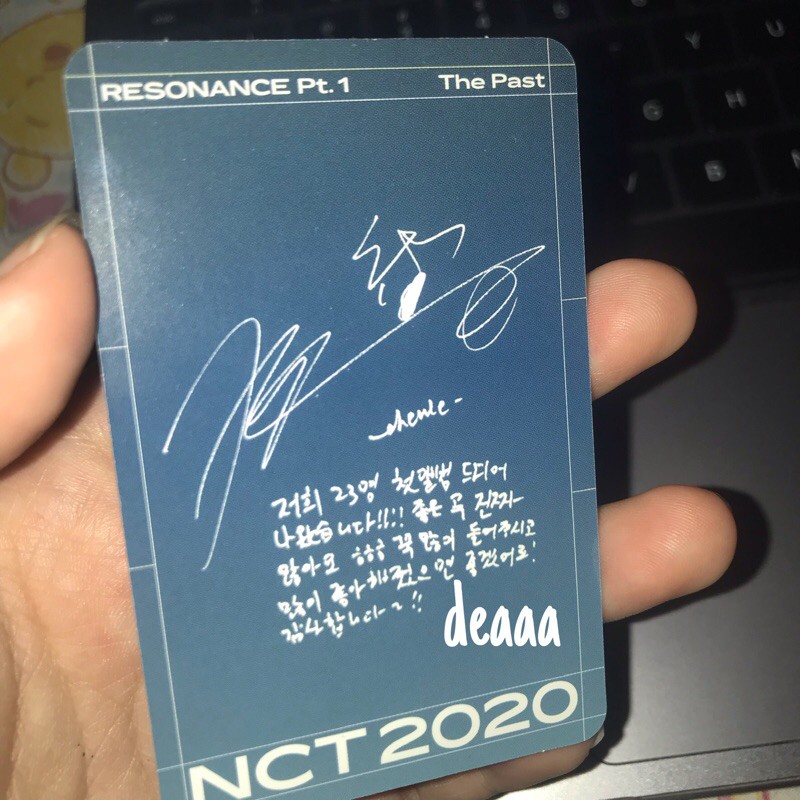 RESONANCE Pt.1 The Past
Y U
G H
V B N
-chenle-
저희 23명 첫앨범 드디어
나왔습니다!!!! 좋은 곡 진짜
많아요 ㅎㅎㅎ 꼭 많이 들어주시고
많이 좋아해줬으면 좋겠어요!
감사합니다~!!
deaaa
NCT 2020